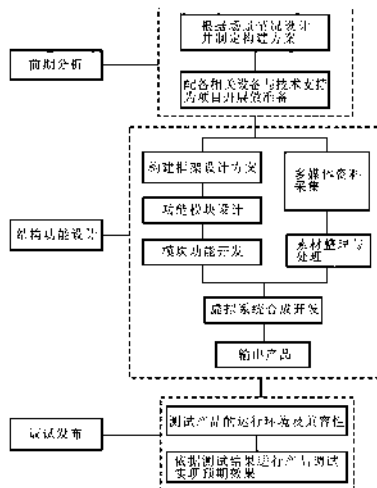 根据场景情况设计
并制定构建方案
前期分析
配备相关设备与技术支持
为项目开展做准备
构建框架设计方案
多媒体资料
采集
功能模块设计
结构功能设计
模块功能开发
素材整理与
处理
虚拟系统合成开发
输出产品
测试产品的运行环境及兼容性
调试发布
依据测试结果进行产品调试
实现预期效果